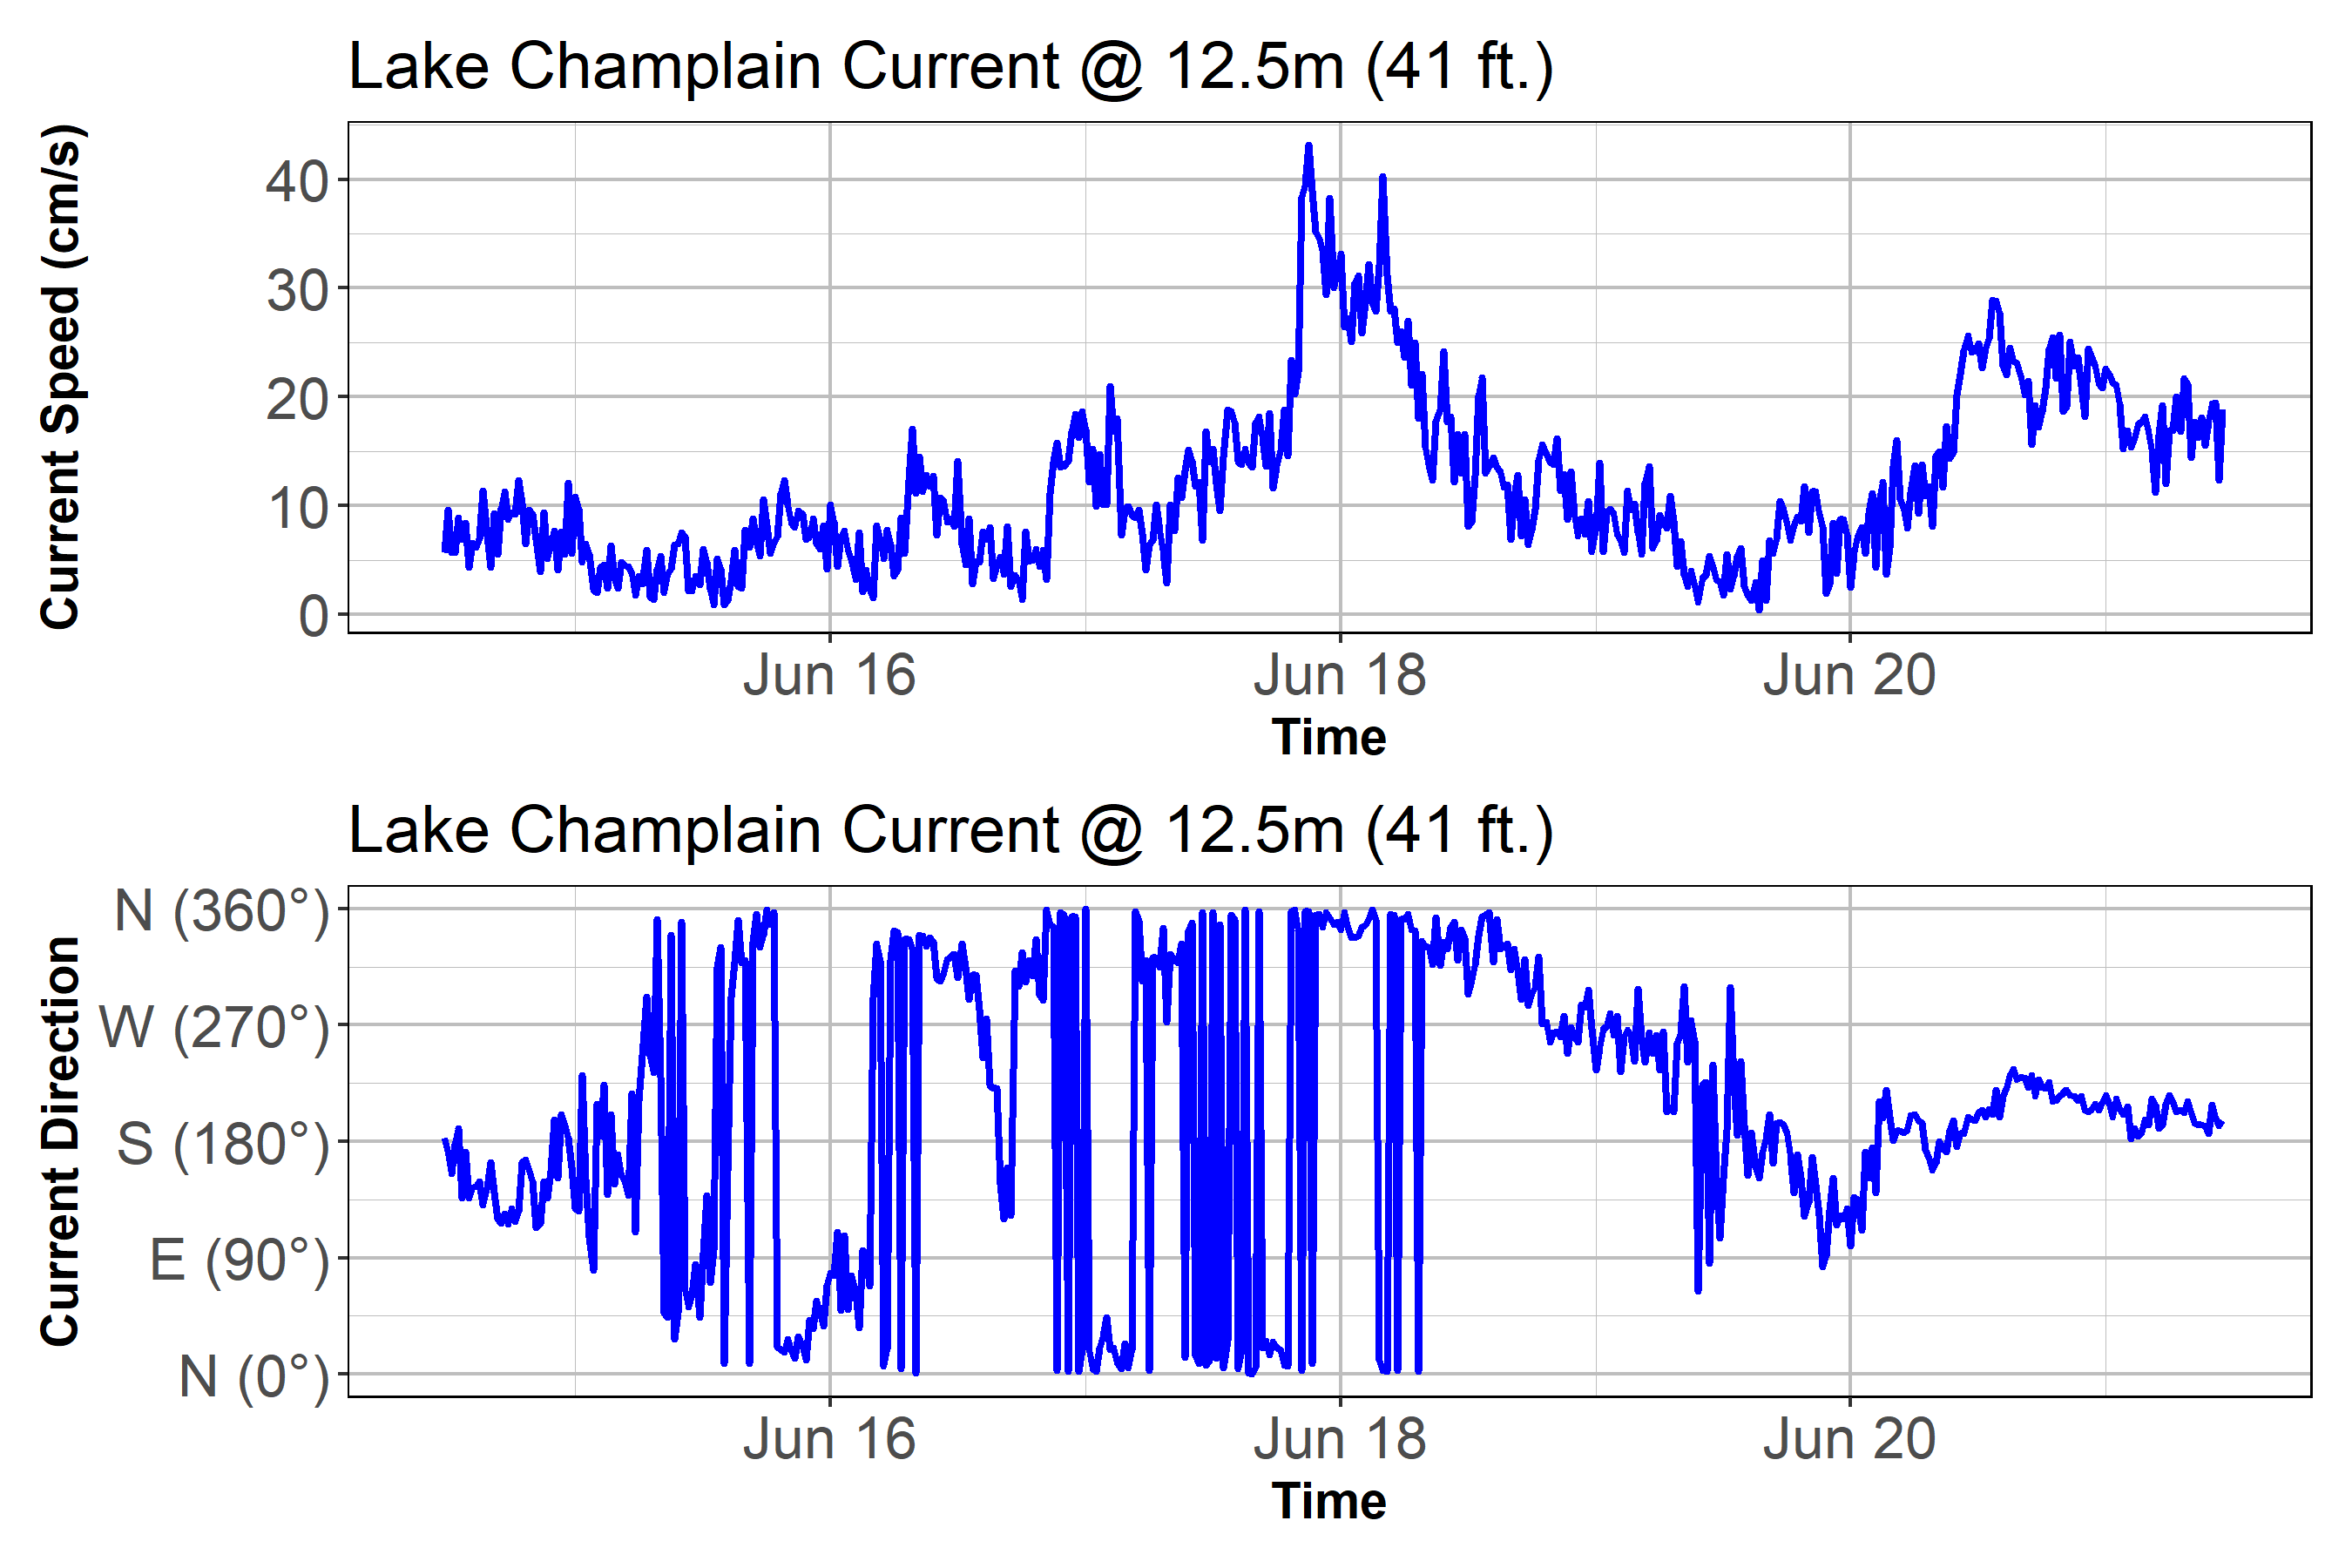 Lake Champlain Current @ 12.5m (41 ft.)
Current Speed (cm/s)
40
30
20
10
0
Jun 16
Jun 18
Jun 20
Time
Lake Champlain Current @ 12.5m (41 ft.)
Current Direction
N (360°)
W (270°)
S (180°)
E (90°)
N (0°)
Jun 16
Jun 18
Jun 20
Time